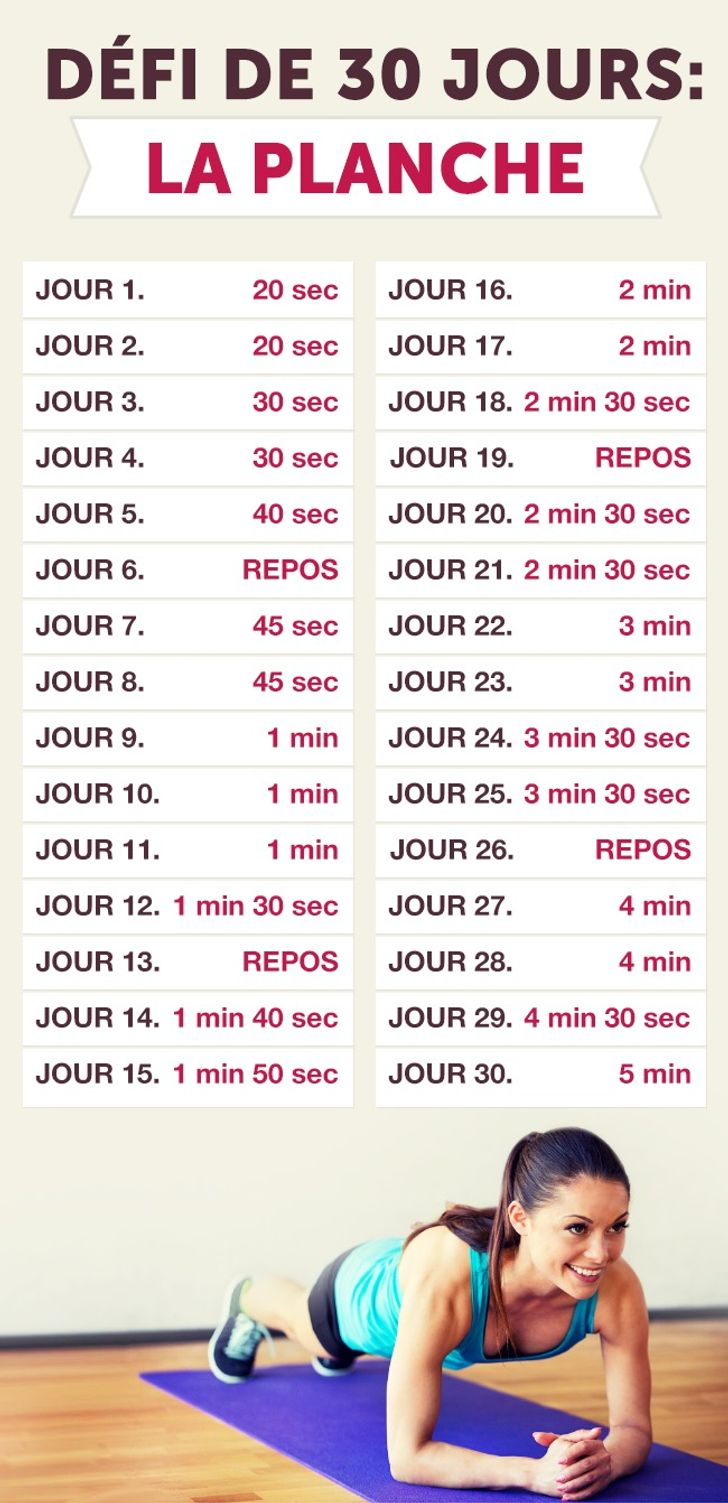 DÉFI DE 30 JOURS:
LA PLANCHE
JOUR 1. 20 sec
JOUR 2. 20 sec
JOUR 3. 30 sec
JOUR 4. 30 sec
JOUR 5. 40 sec
JOUR 6. REPOS
JOUR 7. 45 sec
JOUR 8. 45 sec
JOUR 9. 1 min
JOUR 10. 1 min
JOUR 11. 1 min
JOUR 12. 1 min 30 sec
JOUR 13. REPOS
JOUR 14. 1 min 40 sec
JOUR 15. 1 min 50 sec
JOUR 16. 2 min
JOUR 17. 2 min
JOUR 18. 2 min 30 sec
JOUR 19. REPOS
JOUR 20. 2 min 30 sec
JOUR 21. 2 min 30 sec
JOUR 22. 3 min
JOUR 23. 3 min
JOUR 24. 3 min 30 sec
JOUR 25. 3 min 30 sec
JOUR 26. REPOS
JOUR 27. 4 min
JOUR 28. 4 min
JOUR 29. 4 min 30 sec
JOUR 30. 5 min